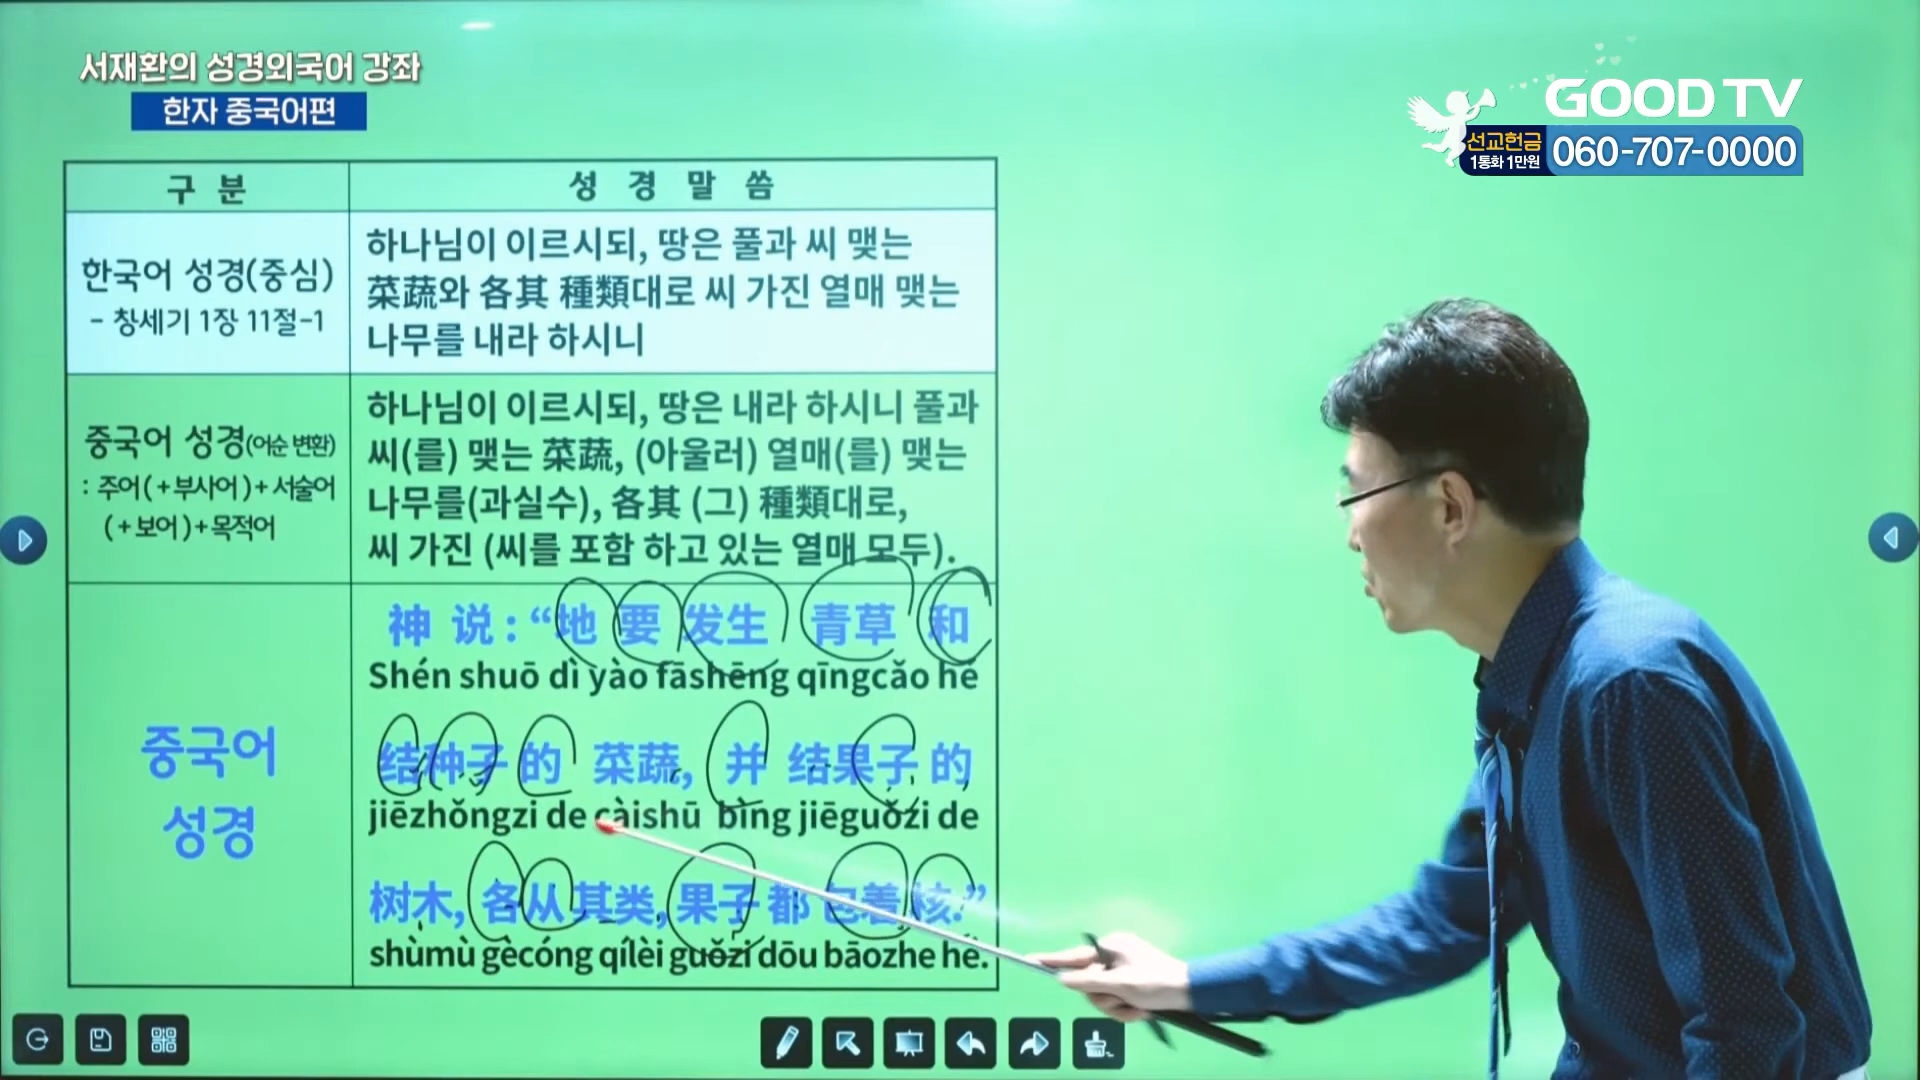 서재환의 성경외국어 강좌
한자 중국어편
GOOD TV
선교헌금
1통화 1만원
060-707-0000
구 분
성 경 말 씀
한국어 성경(중심)
- 창세기 1장 11절-1
하나님이 이르시되, 땅은 풀과 씨 맺는
菜蔬와 各其 種類대로 씨 가진 열매 맺는
나무를 내라 하시니
중국어 성경(어순 변환)
: 주어(+부사어)+서술어
(+보어)+목적어
하나님이 이르시되, 땅은 내라 하시니 풀과
씨(를) 맺는 菜蔬, (아울러) 열매(를) 맺는
나무를(과실수), 各其 (그) 種類대로,
씨 가진 (씨를 포함 하고 있는 열매 모두).
중국어
성경
神 说 : “地 要 发生 青草 和
Shén shuō dì yào fāshēng qīngcǎo hé
结种子 的 菜蔬, 并 结果子 的
jiēzhǒngzi de càishū bìng jiēguǒzi de
树木, 各从其类, 果子 都 包着核.”
shùmù gècóng qílèi guǒzi dōu bāozhe hé.